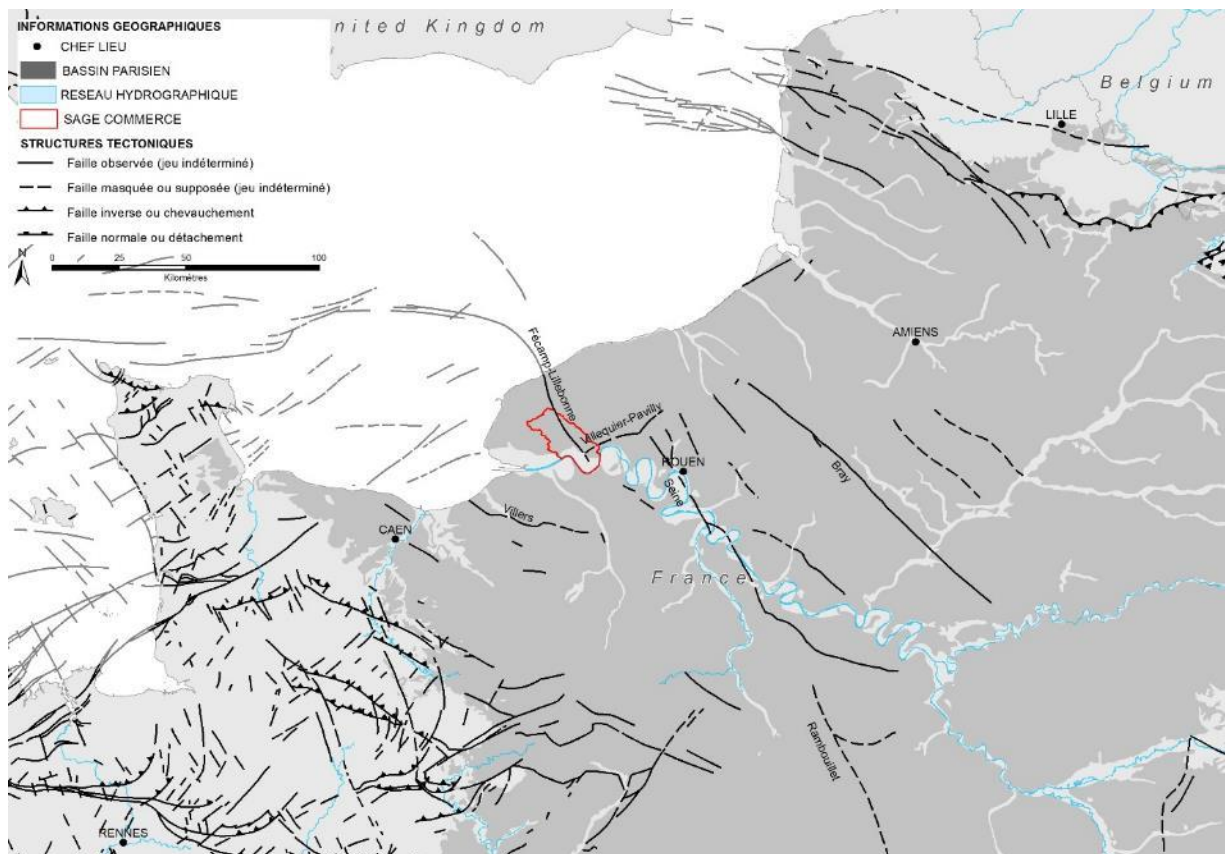 INFORMATIONS GEOGRAPHIQUES
nited Kingdom
CHEF LIEU
BASSIN PARISIEN
RESEAU HYDROGRAPHIQUE
SAGE COMMERCE
STRUCTURES TECTONIQUES
Faille observée (jeu indéterminé)
Faille masquée ou supposée (jeu indéterminé)
Faille inverse ou chevauchement
Faille normale ou détachement
N
0 25 50 100
Kilomètres
Belgium
LILLE
AMIENS
Fécamp-Lillebonne
Villequier-Pavilly
ROUEN
Seine
Bray
Villers
CAEN
France
Rambouillet
RENNES